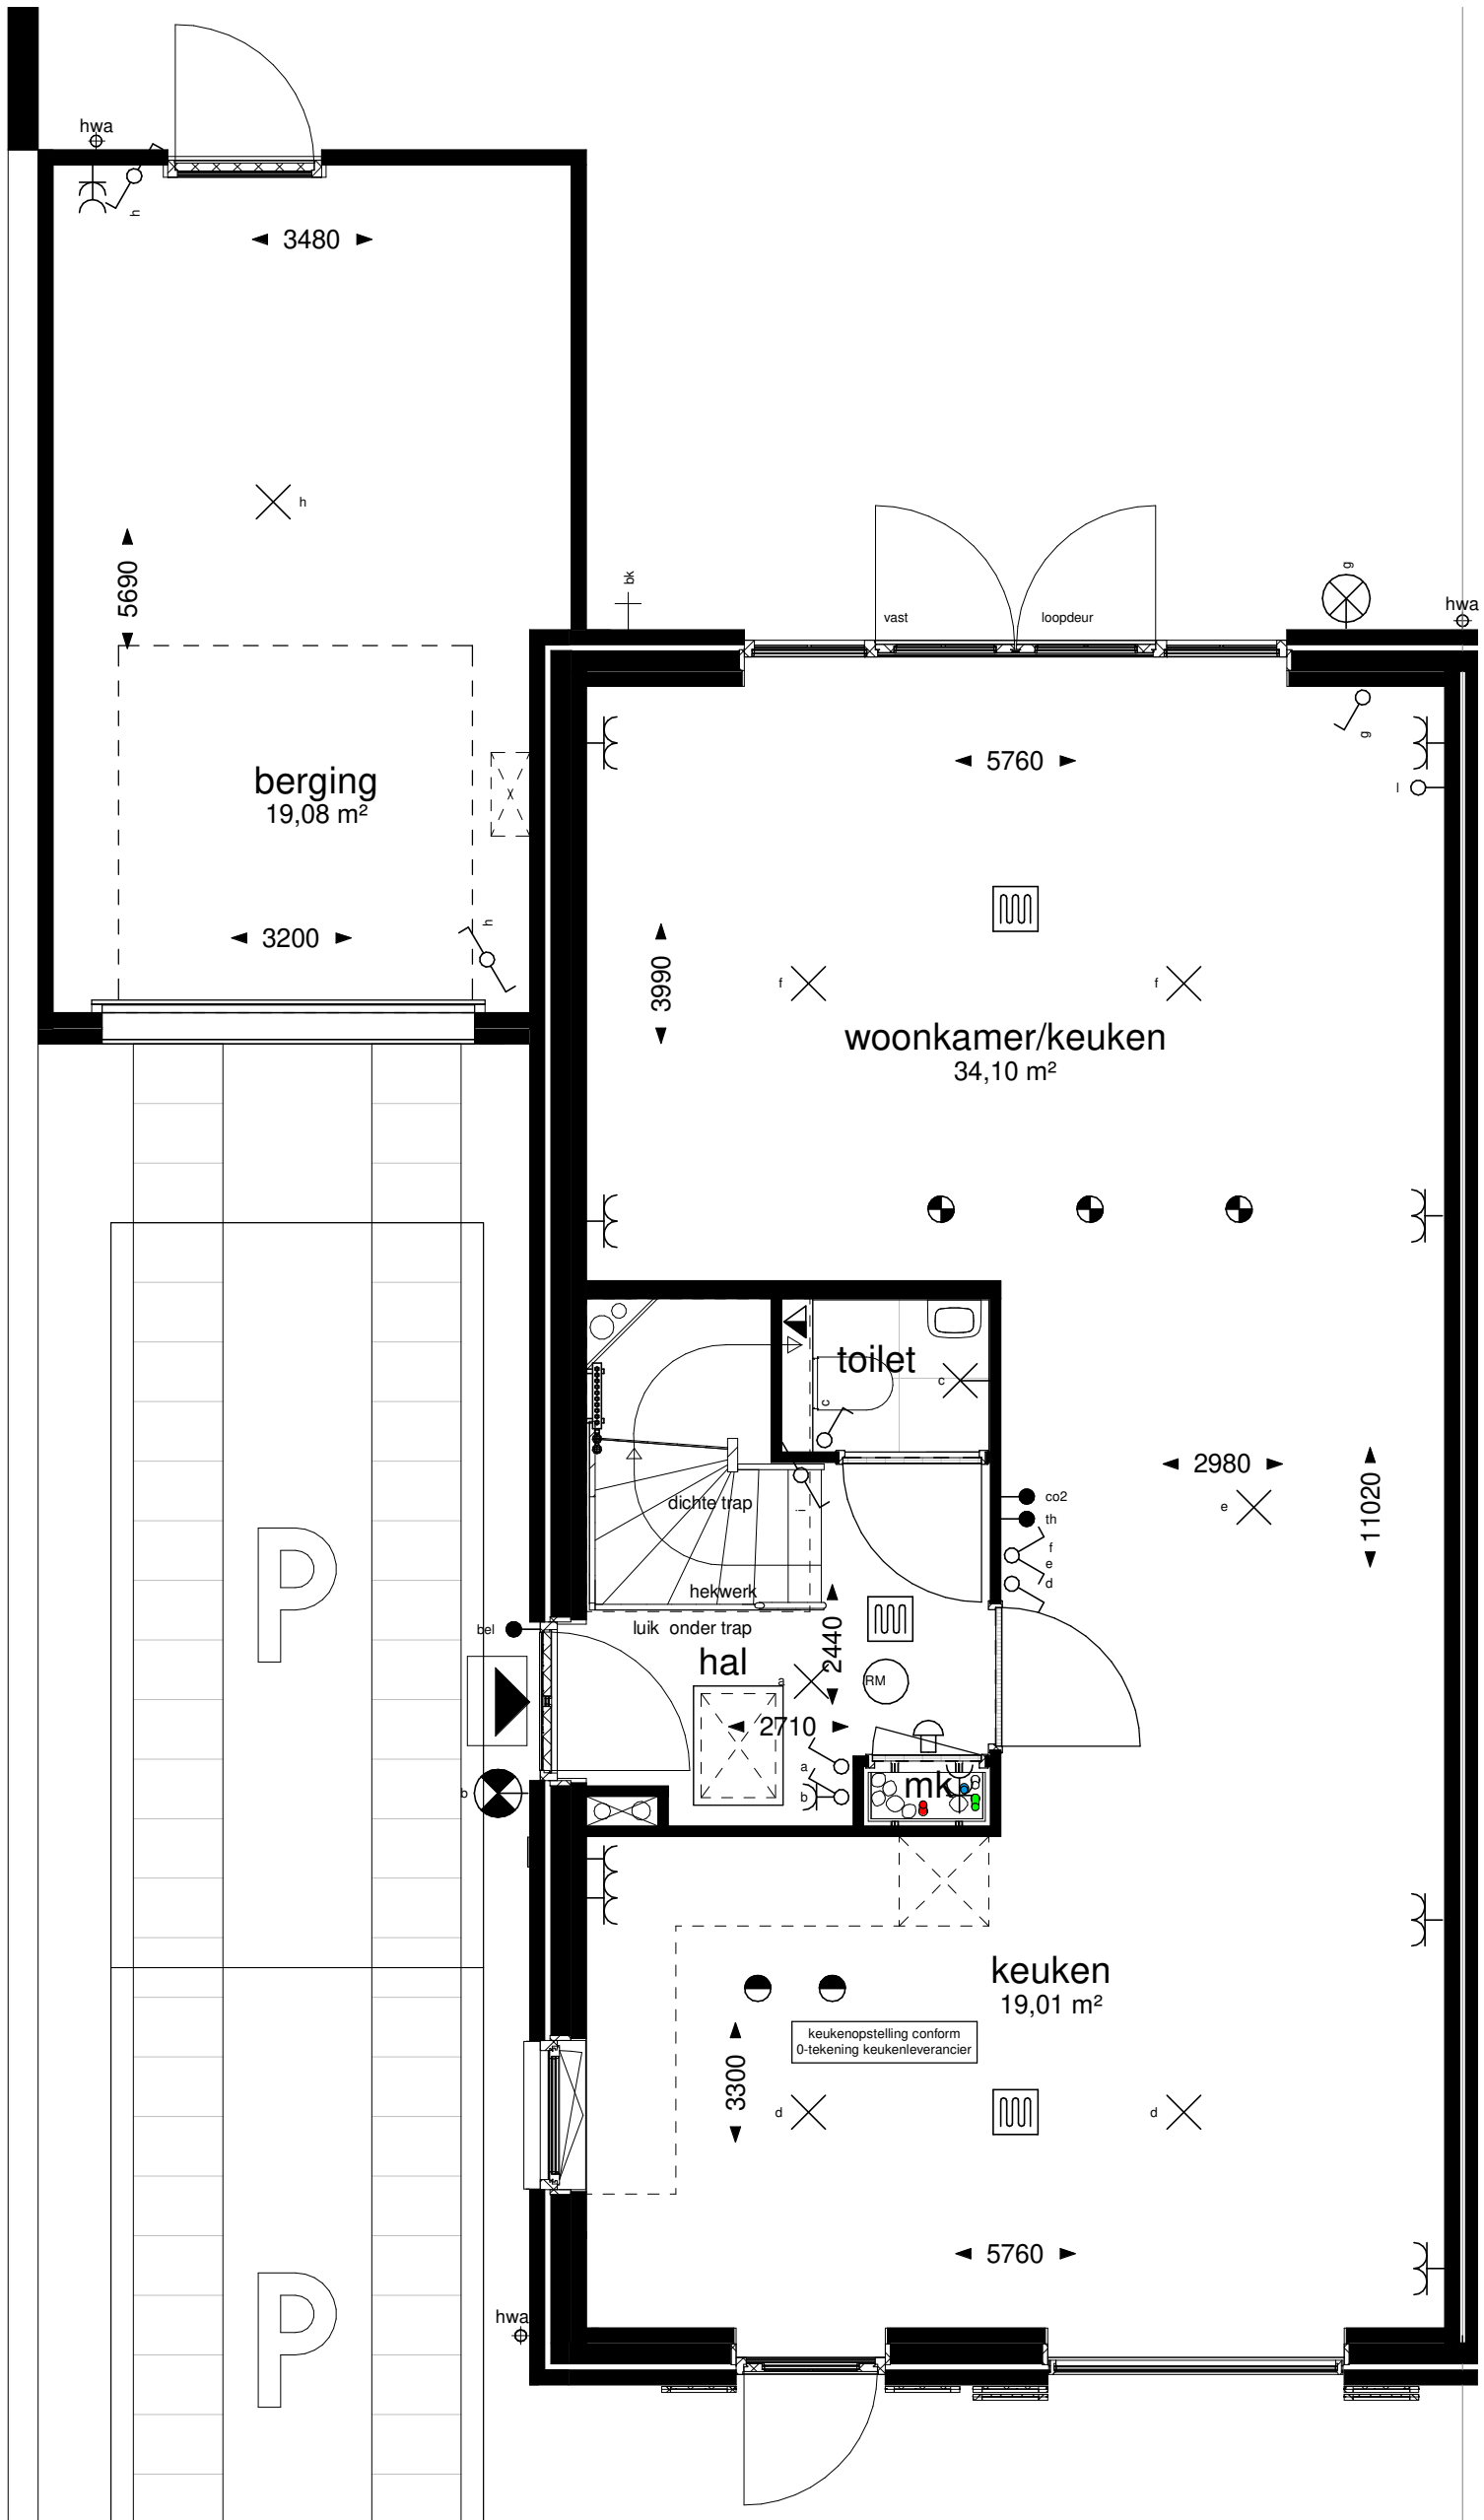 hwa
h
3480
h
5690
bk
vast
loopdeur
g
hwa
g
5760
l
berging
19,08 m²
h
3200
3990
f
f
woonkamer/keuken
34,10 m²
toilet
c
c
2980
11020
e
co2
th
f
e
d
dichte trap
i
hekwerk
luik onder trap
2440
hal
bel
a
RM
2710
a
b
mk
b
P
keuken
19,01 m²
keukenopstelling conform
0-tekening keukenleverancier
3300
d
d
5760
hwa
P